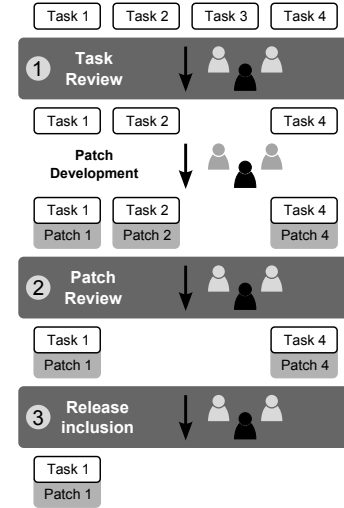 Task 1 Task 2 Task 3 Task 4
1 Task
Review
Task 1 Task 2 Task 4
Patch
Development
Task 1 Task 2 Task 4
Patch 1 Patch 2 Patch 4
2 Patch
Review
Task 1 Task 4
Patch 1 Patch 4
3 Release
inclusion
Task 1
Patch 1